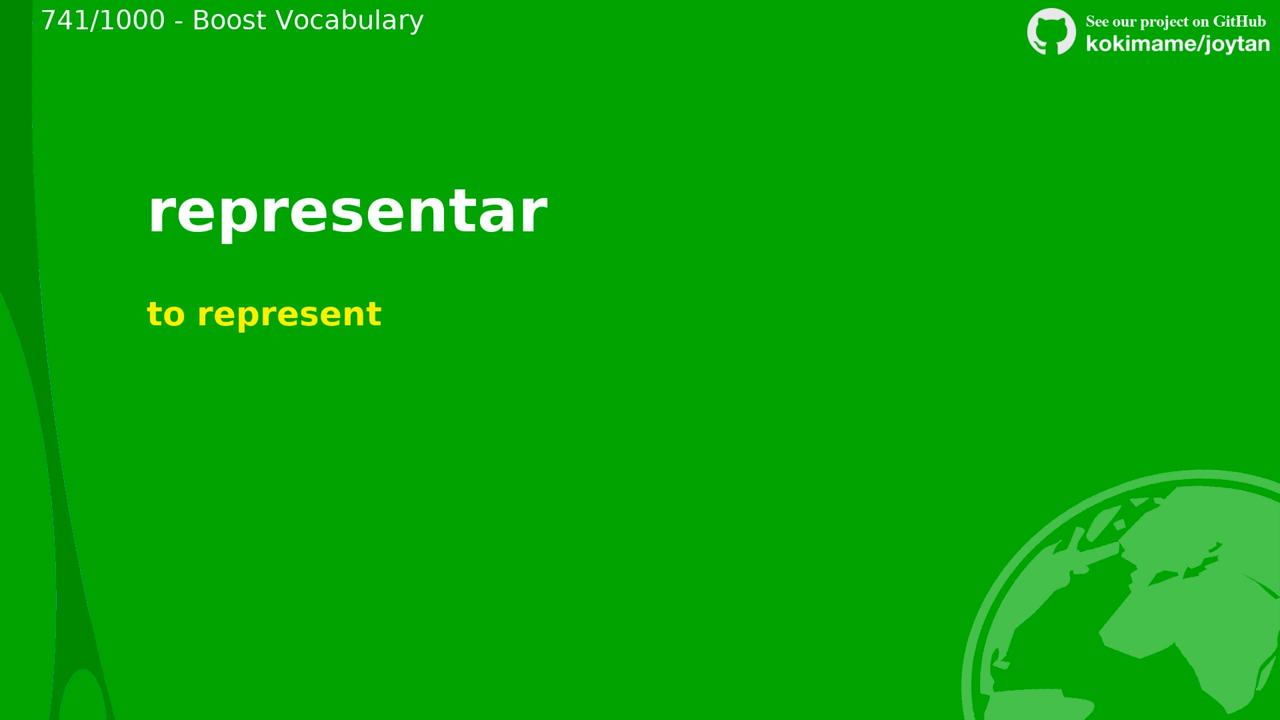 741/1000 - Boost Vocabulary
See our project on GitHub
kokimame/joytan
representar
to represent